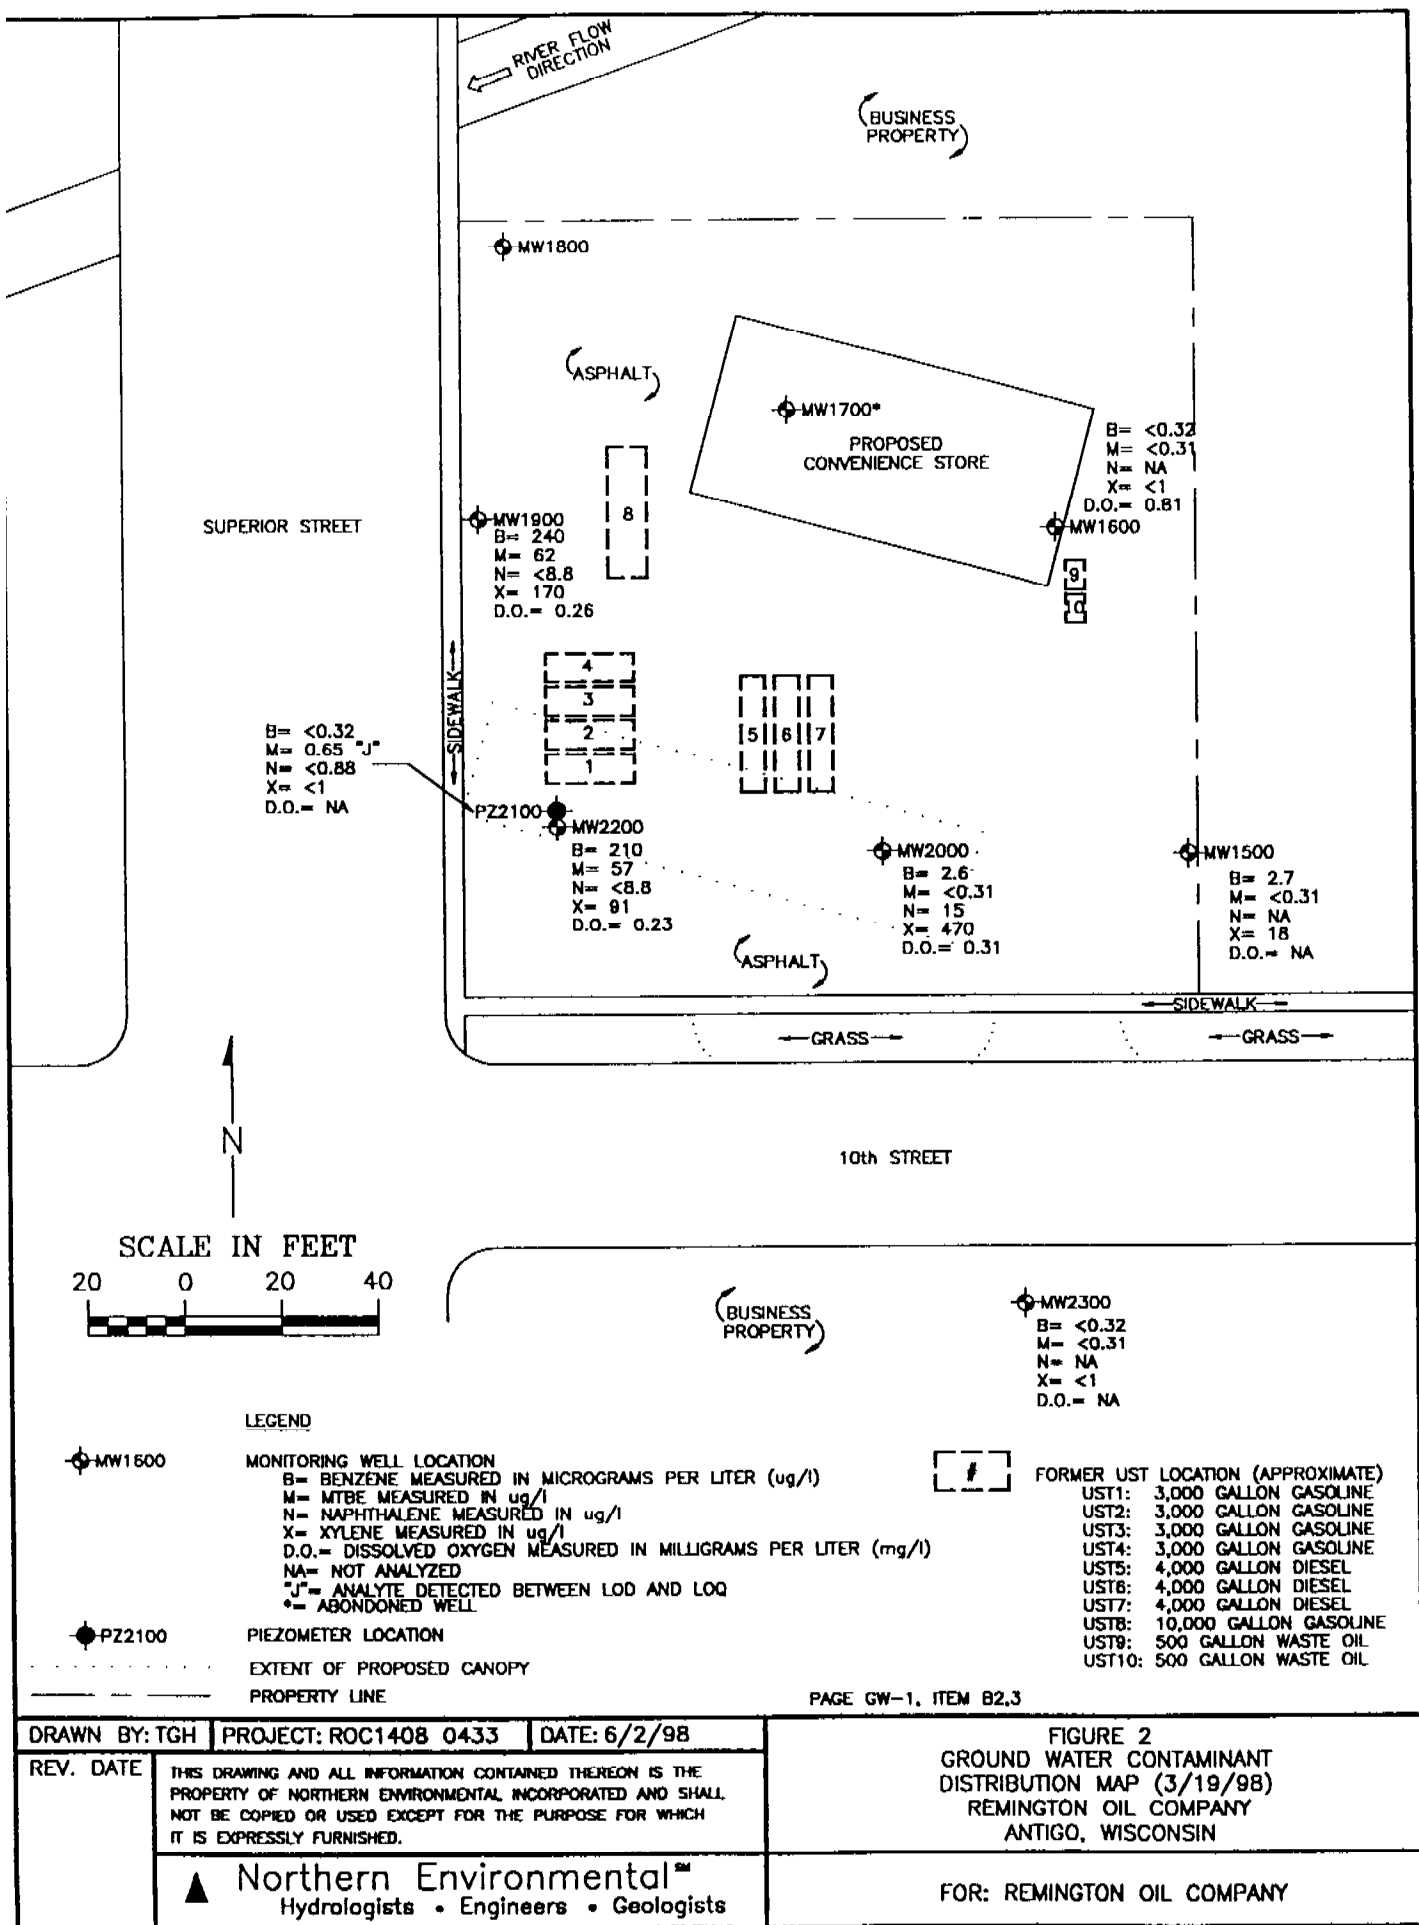 RIVER FLOW
DIRECTION
BUSINESS
PROPERTY
MW1800
ASPHALT
MW1700*
PROPOSED
CONVENIENCE STORE
B= <0.32
M= <0.31
N= NA
X= <1
D.O.= 0.81
MW1600
SUPERIOR STREET
8
MW1900
B= 240
M= 62
N= <8.8
X= 170
D.O.= 0.26
9
10
SIDEWALK
4
3
2
1
5 6 7
B= <0.32
M= 0.65 "J"
N= <0.88
X= <1
D.O.= NA
PZ2100
MW2200
B= 210
M= 57
N= <8.8
X= 91
D.O.= 0.23
MW2000
B= 2.6
M= <0.31
N= 15
X= 470
D.O.= 0.31
MW1500
B= 2.7
M= <0.31
N= NA
X= 18
D.O.= NA
ASPHALT
SIDEWALK
GRASS
GRASS
N
10th STREET
SCALE IN FEET
20 0 20 40
BUSINESS
PROPERTY
MW2300
B= <0.32
M= <0.31
N= NA
X= <1
D.O.= NA
LEGEND
MW1600
MONITORING WELL LOCATION
B= BENZENE MEASURED IN MICROGRAMS PER LITER (ug/l)
M= MTBE MEASURED IN ug/l
N= NAPHTHALENE MEASURED IN ug/l
X= XYLENE MEASURED IN ug/l
D.O.= DISSOLVED OXYGEN MEASURED IN MILLIGRAMS PER LITER (mg/l)
NA= NOT ANALYZED
"J"= ANALYTE DETECTED BETWEEN LOD AND LOQ
*= ABONDONED WELL
PZ2100
PIEZOMETER LOCATION
EXTENT OF PROPOSED CANOPY
PROPERTY LINE
#
FORMER UST LOCATION (APPROXIMATE)
UST1: 3,000 GALLON GASOLINE
UST2: 3,000 GALLON GASOLINE
UST3: 3,000 GALLON GASOLINE
UST4: 3,000 GALLON GASOLINE
UST5: 4,000 GALLON DIESEL
UST6: 4,000 GALLON DIESEL
UST7: 4,000 GALLON DIESEL
UST8: 10,000 GALLON GASOLINE
UST9: 500 GALLON WASTE OIL
UST10: 500 GALLON WASTE OIL
PAGE GW-1, ITEM B2,3
DRAWN BY: TGH PROJECT: ROC1408 0433 DATE: 6/2/98
REV. DATE
THIS DRAWING AND ALL INFORMATION CONTAINED THEREON IS THE
PROPERTY OF NORTHERN ENVIRONMENTAL INCORPORATED AND SHALL
NOT BE COPIED OR USED EXCEPT FOR THE PURPOSE FOR WHICH
IT IS EXPRESSLY FURNISHED.
Northern Environmental℠
Hydrologists • Engineers • Geologists
FIGURE 2
GROUND WATER CONTAMINANT
DISTRIBUTION MAP (3/19/98)
REMINGTON OIL COMPANY
ANTIGO, WISCONSIN
FOR: REMINGTON OIL COMPANY